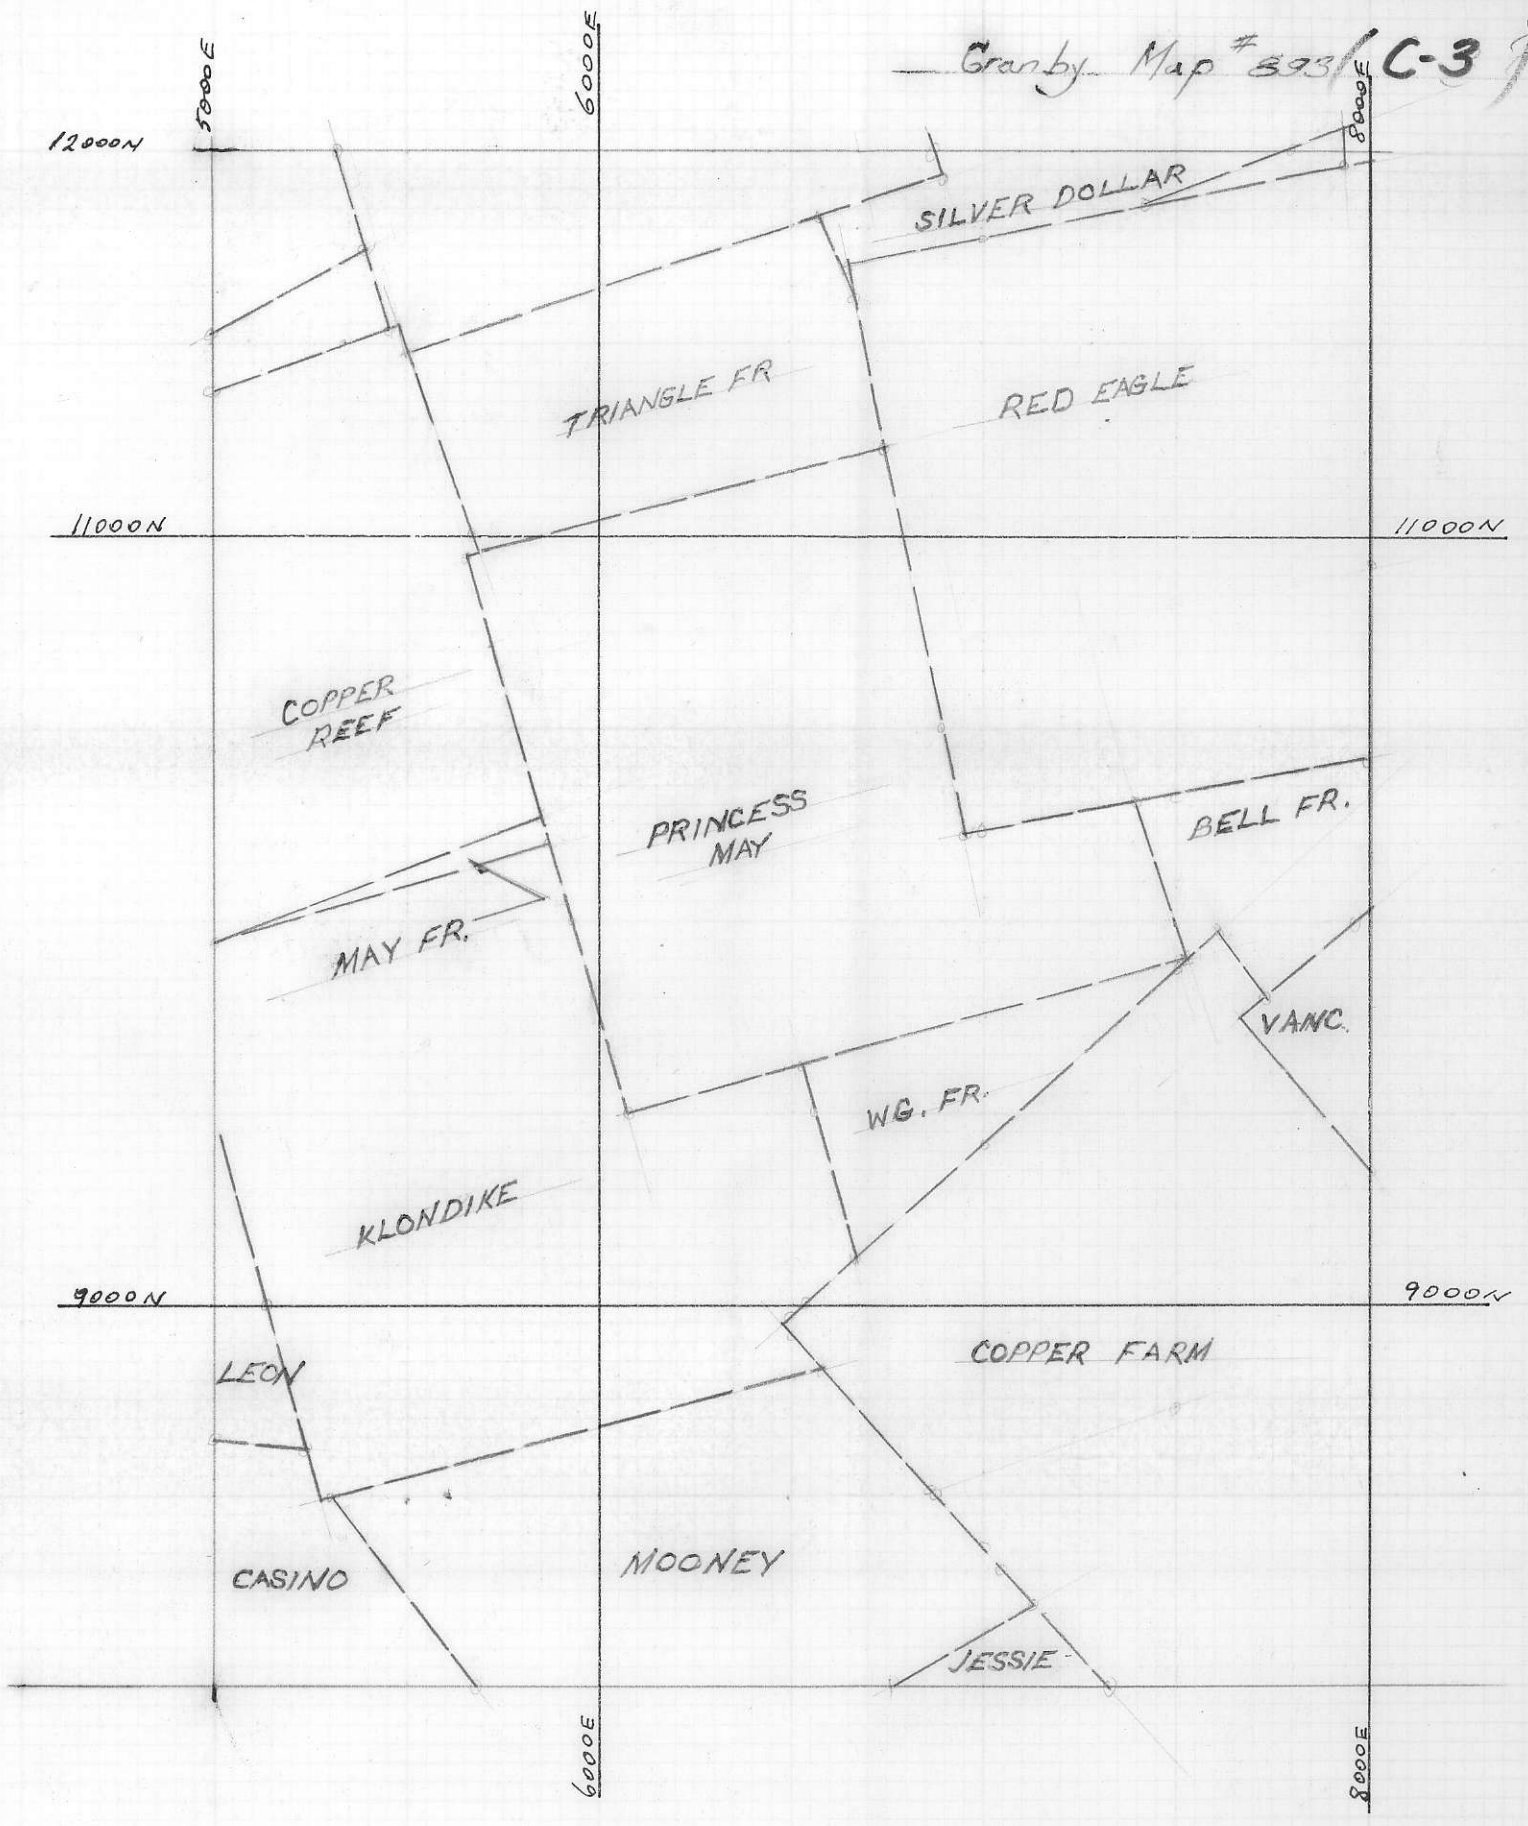 Granby Map # 893 ( C-3 )
5000E
6000E
8000E
12000N
SILVER DOLLAR
TRIANGLE FR
RED EAGLE
11000N
11000N
COPPER
REEF
PRINCESS
MAY
BELL FR.
MAY FR.
VANC.
WG. FR.
KLONDIKE
9000N
9000N
LEON
COPPER FARM
CASINO
MOONEY
JESSIE
6000E
8000E